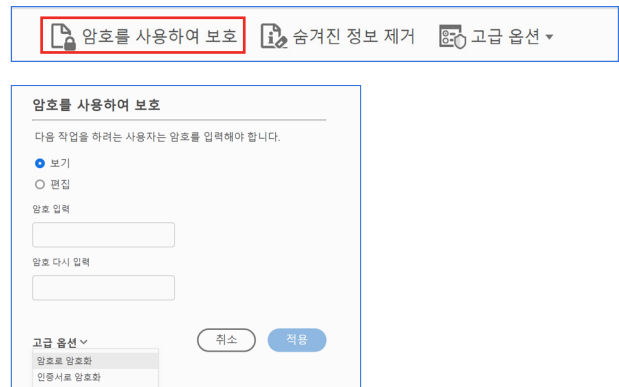 암호를 사용하여 보호 숨겨진 정보 제거 고급 옵션
암호를 사용하여 보호
다음 작업을 하려는 사용자는 암호를 입력해야 합니다.
보기
편집
암호 입력
암호 다시 입력
고급 옵션 취소 적용
암호로 암호화
인증서로 암호화